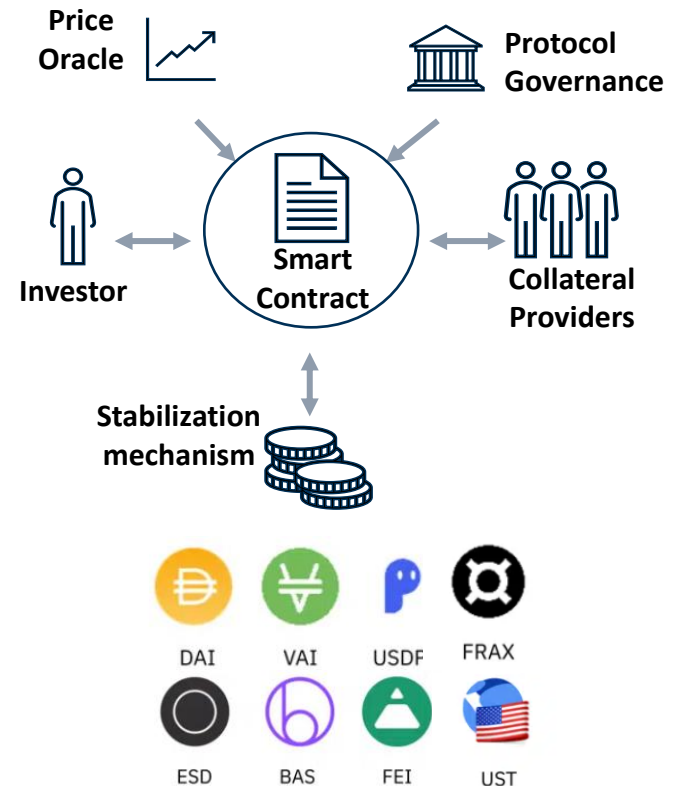 Price
Oracle
Protocol
Governance
Investor
Smart
Contract
Collateral
Providers
Stabilization
mechanism
DAI
VAI
USDF
FRAX
ESD
BAS
FEI
UST